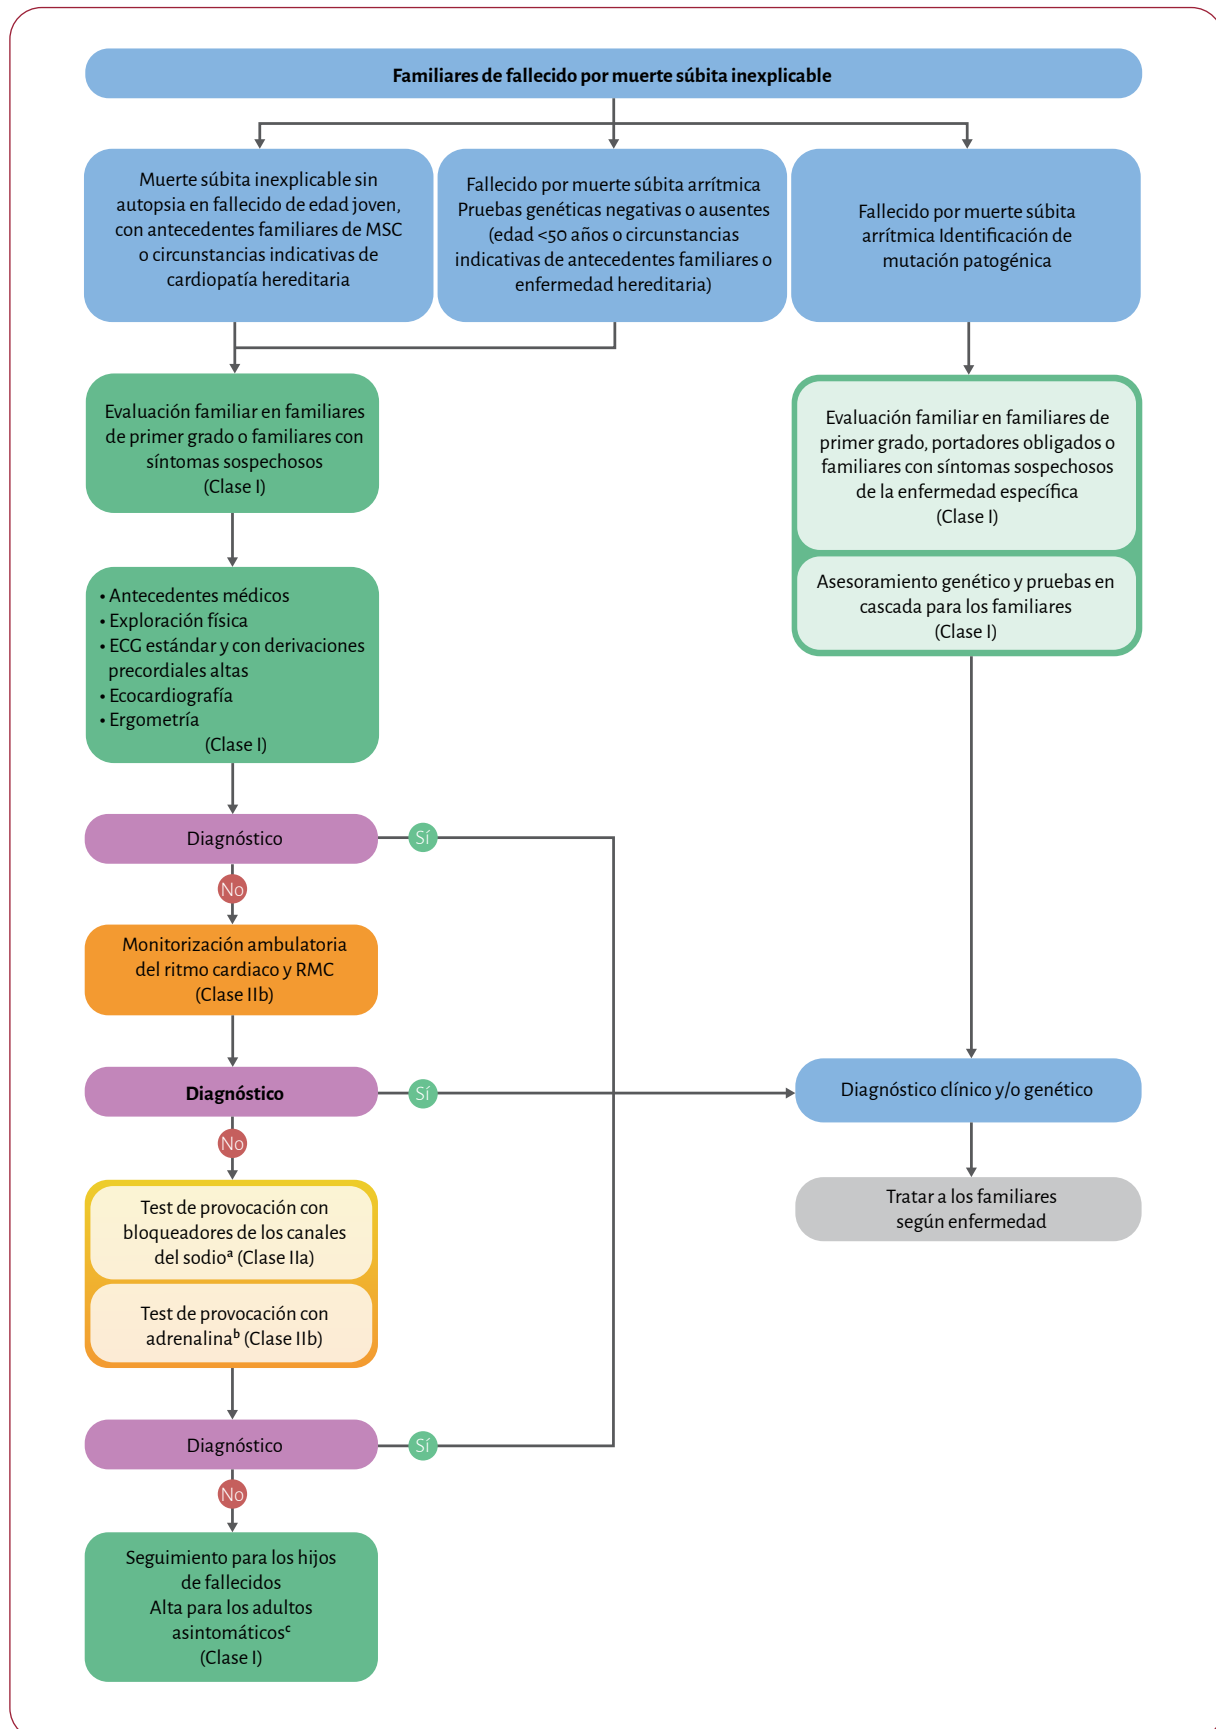 Familiares de fallecido por muerte súbita inexplicable
Muerte súbita inexplicable sin
autopsia en fallecido de edad joven,
con antecedentes familiares de MSC
o circunstancias indicativas de
cardiopatía hereditaria
Fallecido por muerte súbita arrítmica
Pruebas genéticas negativas o ausentes
(edad <50 años o circunstancias
indicativas de antecedentes familiares o
enfermedad hereditaria)
Fallecido por muerte súbita
arrítmica Identificación de
mutación patogénica
Evaluación familiar en familiares
de primer grado o familiares con
síntomas sospechosos
(Clase I)
Evaluación familiar en familiares de
primer grado, portadores obligados o
familiares con síntomas sospechosos
de la enfermedad específica
(Clase I)
Asesoramiento genético y pruebas en
cascada para los familiares
(Clase I)
• Antecedentes médicos
• Exploración física
• ECG estándar y con derivaciones
precordiales altas
• Ecocardiografía
• Ergometría
(Clase I)
Diagnóstico
Sí
No
Monitorización ambulatoria
del ritmo cardiaco y RMC
(Clase IIb)
Diagnóstico
Sí
Diagnóstico clínico y/o genético
No
Tratar a los familiares
según enfermedad
Test de provocación con
bloqueadores de los canales
del sodioᵃ (Clase IIa)
Test de provocación con
adrenalinaᵇ (Clase IIb)
Diagnóstico
Sí
No
Seguimiento para los hijos
de fallecidos
Alta para los adultos
asintomáticosᶜ
(Clase I)